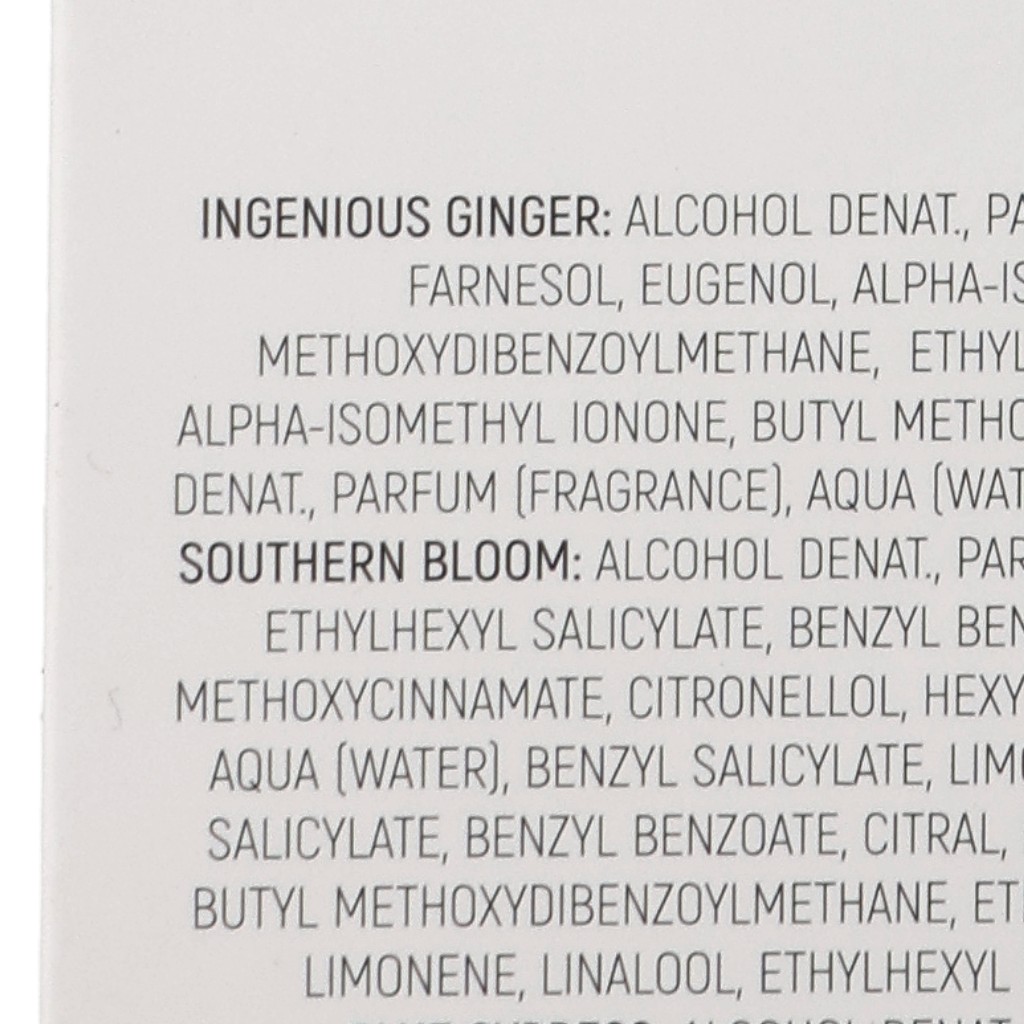 INGENIOUS GINGER: ALCOHOL DENAT., PA
FARNESOL, EUGENOL, ALPHA-IS
METHOXYDIBENZOYLMETHANE, ETHYL
ALPHA-ISOMETHYL IONONE, BUTYL METHO
DENAT., PARFUM (FRAGRANCE), AQUA (WAT
SOUTHERN BLOOM: ALCOHOL DENAT., PAR
ETHYLHEXYL SALICYLATE, BENZYL BEN
METHOXYCINNAMATE, CITRONELLOL, HEXY
AQUA (WATER), BENZYL SALICYLATE, LIMO
SALICYLATE, BENZYL BENZOATE, CITRAL,
BUTYL METHOXYDIBENZOYLMETHANE, ET
LIMONENE, LINALOOL, ETHYLHEXYL